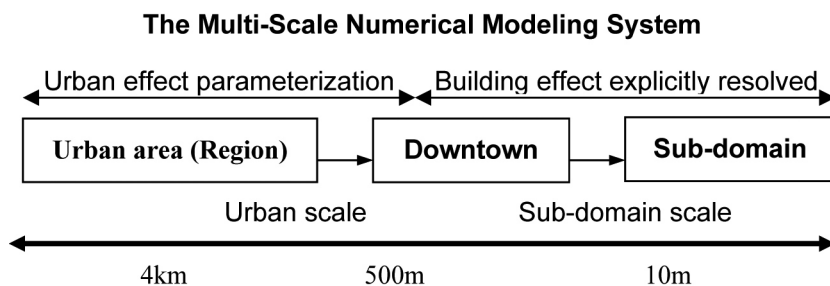 The Multi-Scale Numerical Modeling System
Urban effect parameterization Building effect explicitly resolved
Urban area (Region) Downtown Sub-domain
Urban scale Sub-domain scale
4km 500m 10m